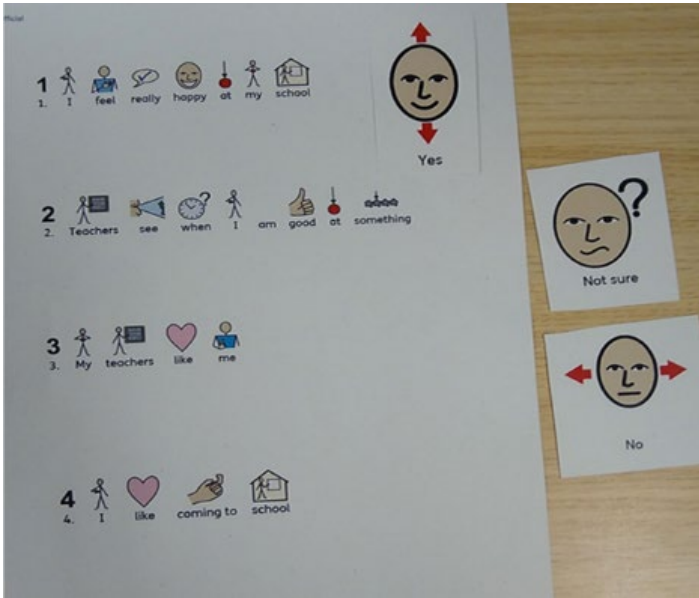 fficial
1
1. I feel really happy at my school
Yes
2
2. Teachers see when I am good at something
?
Not sure
3
3. My teachers like me
No
4
4. I like coming to school